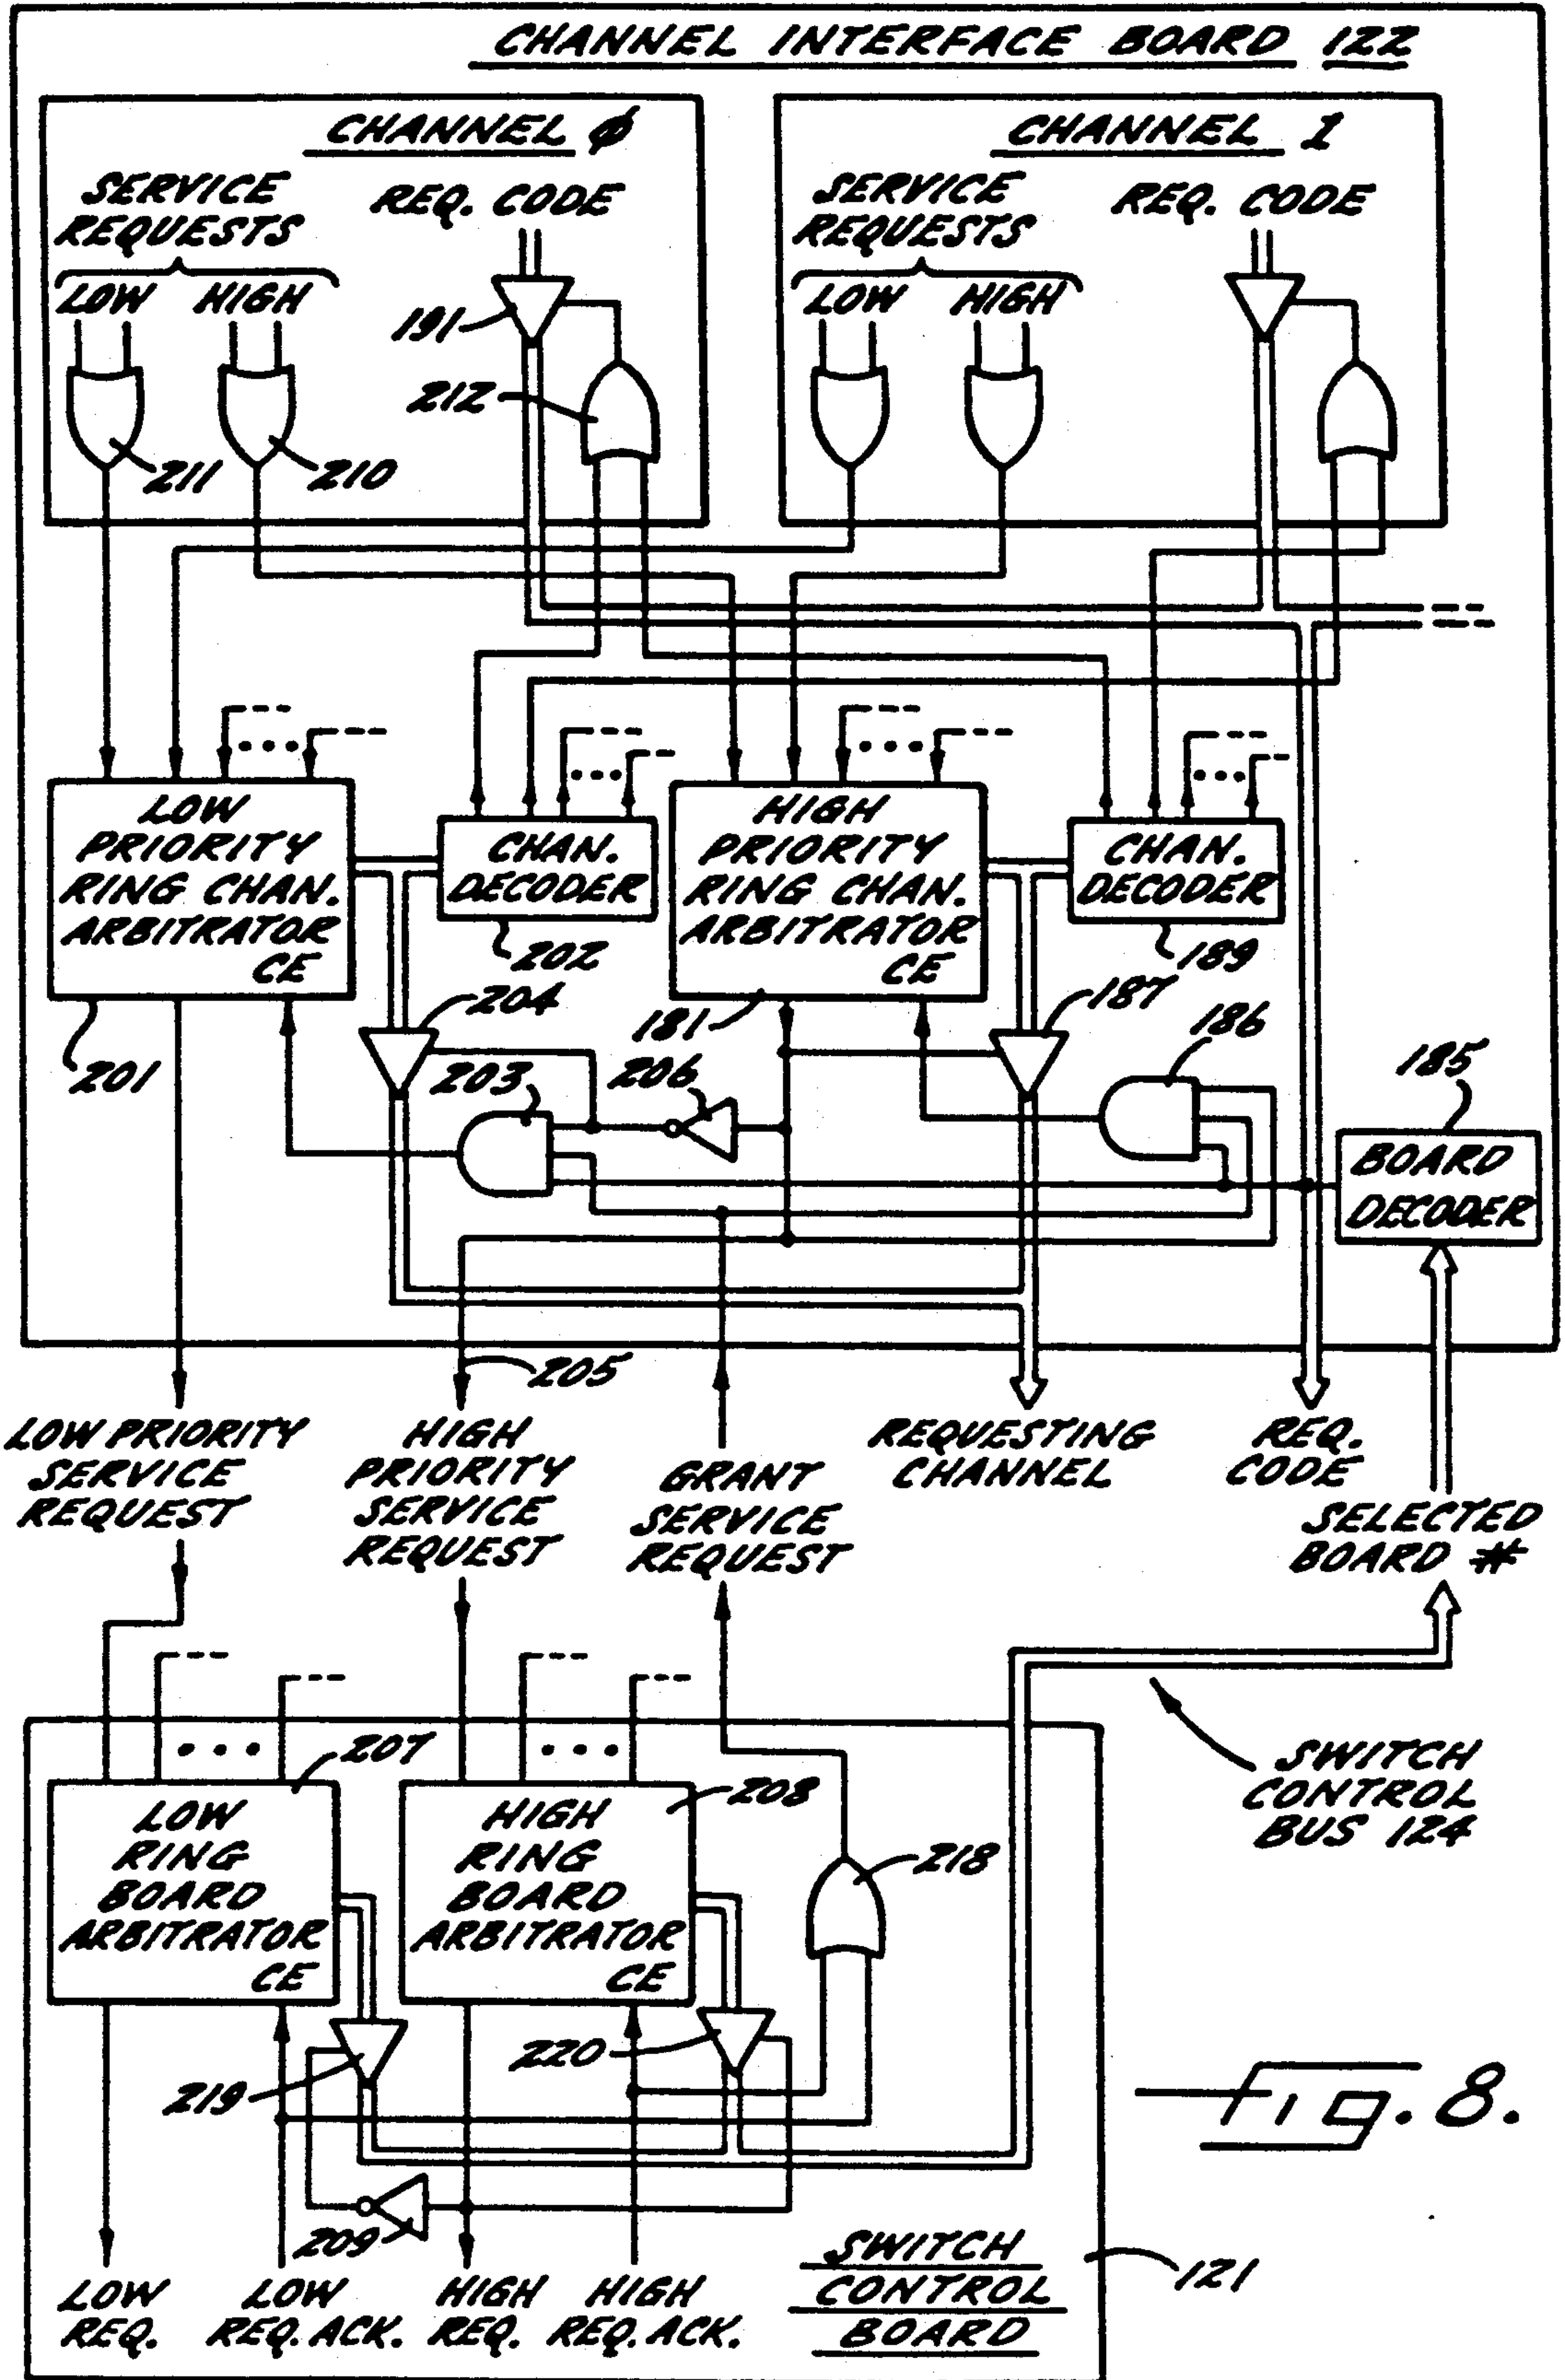 CHANNEL INTERFACE BOARD 122
CHANNEL φ
SERVICE
REQUESTS
REQ. CODE
LOW HIGH
191
212
211
210
CHANNEL 1
SERVICE
REQUESTS
REQ. CODE
LOW HIGH
LOW
PRIORITY
RING CHAN.
ARBITRATOR
CE
CHAN.
DECODER
202
HIGH
PRIORITY
RING CHAN.
ARBITRATOR
CE
CHAN.
DECODER
189
204
187
186
181
201
203
206
185
BOARD
DECODER
205
LOW PRIORITY
SERVICE
REQUEST
HIGH
PRIORITY
SERVICE
REQUEST
GRANT
SERVICE
REQUEST
REQUESTING
CHANNEL
REQ.
CODE
SELECTED
BOARD #
SWITCH
CONTROL
BUS 124
207
LOW
RING
BOARD
ARBITRATOR
CE
208
HIGH
RING
BOARD
ARBITRATOR
CE
218
219
220
209
LOW
REQ.
LOW
REQ. ACK.
HIGH
REQ.
HIGH
REQ. ACK.
SWITCH
CONTROL
BOARD
121
Fig. 8.